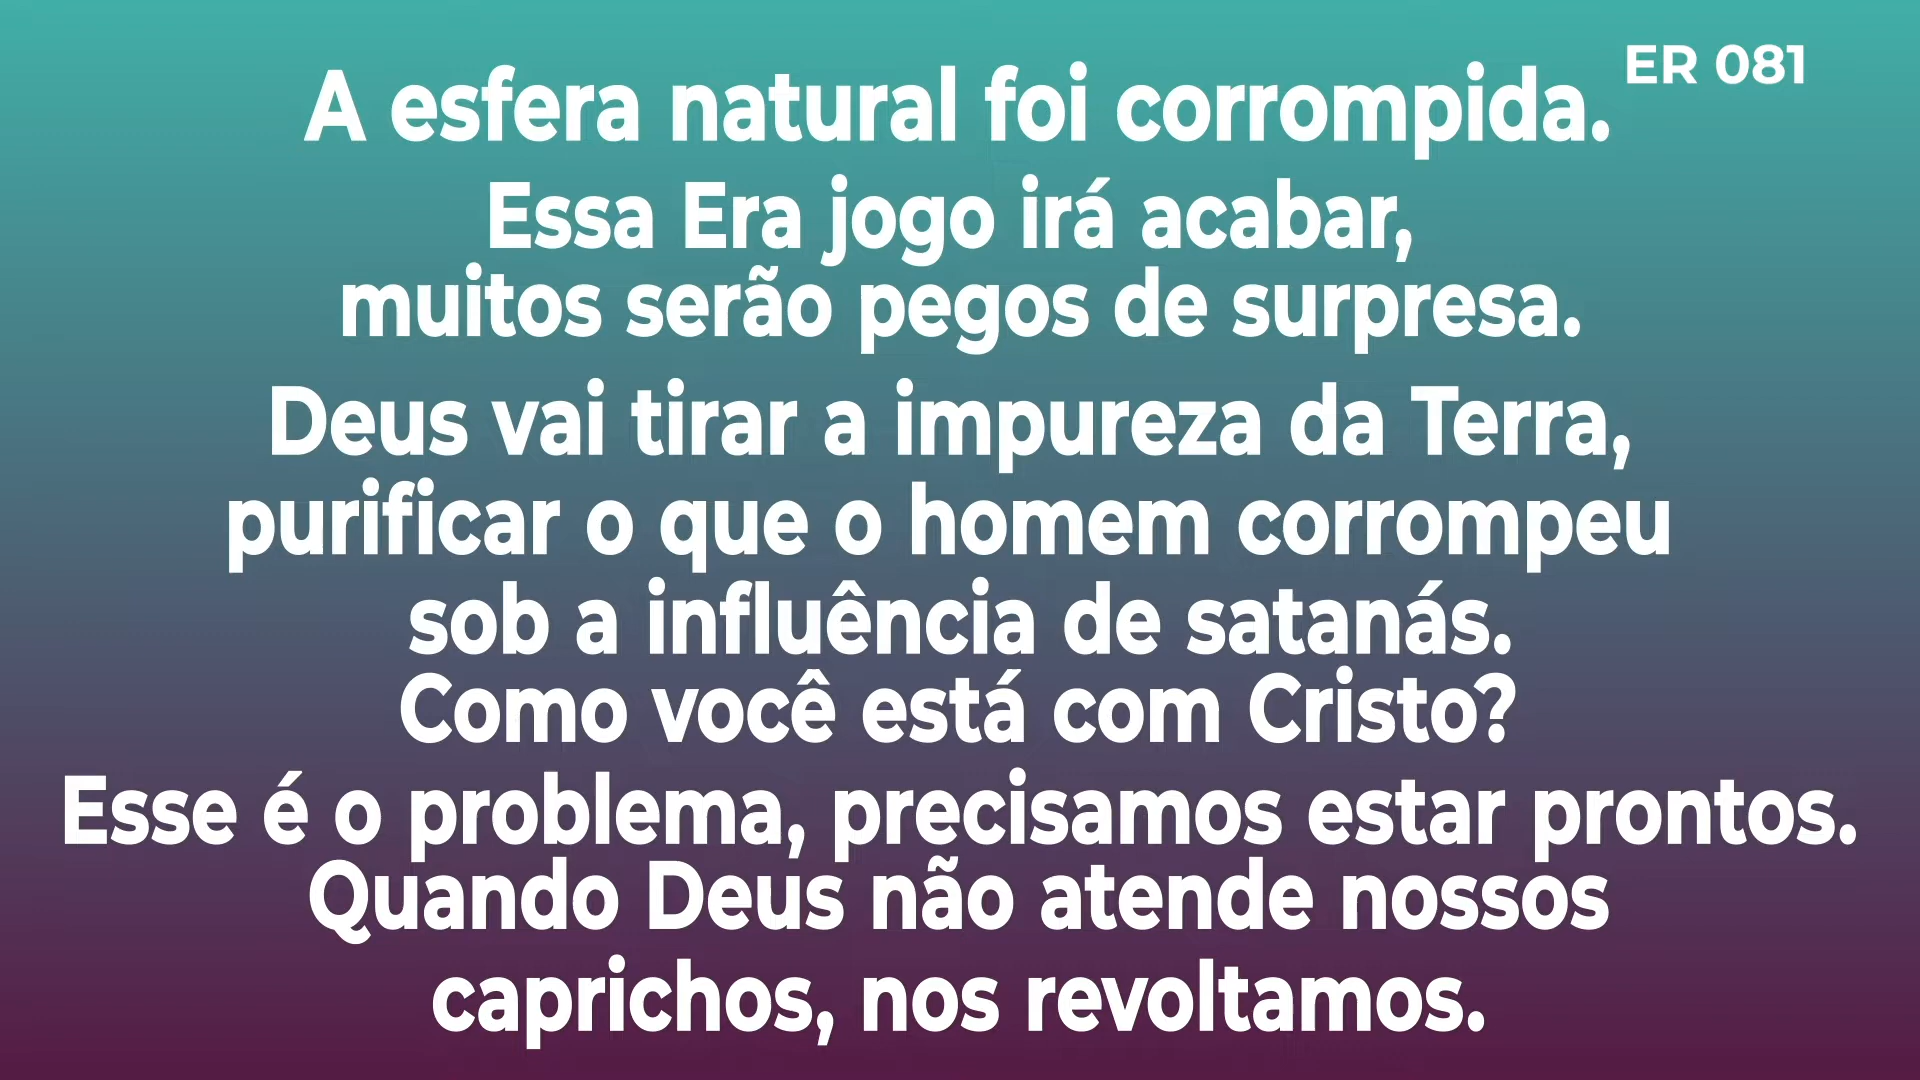 ER 081
A esfera natural foi corrompida.
Essa Era jogo irá acabar,
muitos serão pegos de surpresa.
Deus vai tirar a impureza da Terra,
purificar o que o homem corrompeu
sob a influência de satanás.
Como você está com Cristo?
Esse é o problema, precisamos estar prontos.
Quando Deus não atende nossos
caprichos, nos revoltamos.